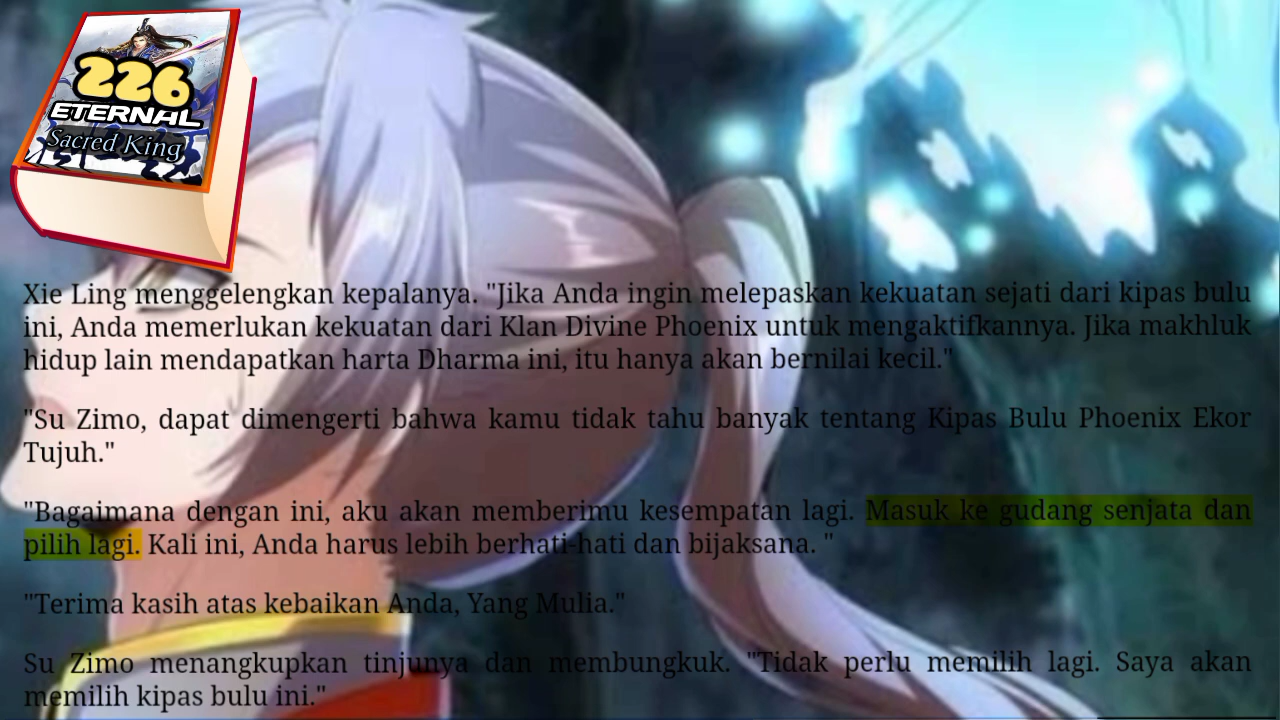 226
ETERNAL
Sacred King
Xie Ling menggelengkan kepalanya. "Jika Anda ingin melepaskan kekuatan sejati dari kipas bulu
ini, Anda memerlukan kekuatan dari Klan Divine Phoenix untuk mengaktifkannya. Jika makhluk
hidup lain mendapatkan harta Dharma ini, itu hanya akan bernilai kecil."
"Su Zimo, dapat dimengerti bahwa kamu tidak tahu banyak tentang Kipas Bulu Phoenix Ekor
Tujuh."
"Bagaimana dengan ini, aku akan memberimu kesempatan lagi. Masuk ke gudang senjata dan
pilih lagi. Kali ini, Anda harus lebih berhati-hati dan bijaksana. "
"Terima kasih atas kebaikan Anda, Yang Mulia."
Su Zimo menangkupkan tinjunya dan membungkuk. "Tidak perlu memilih lagi. Saya akan
memilih kipas bulu ini."